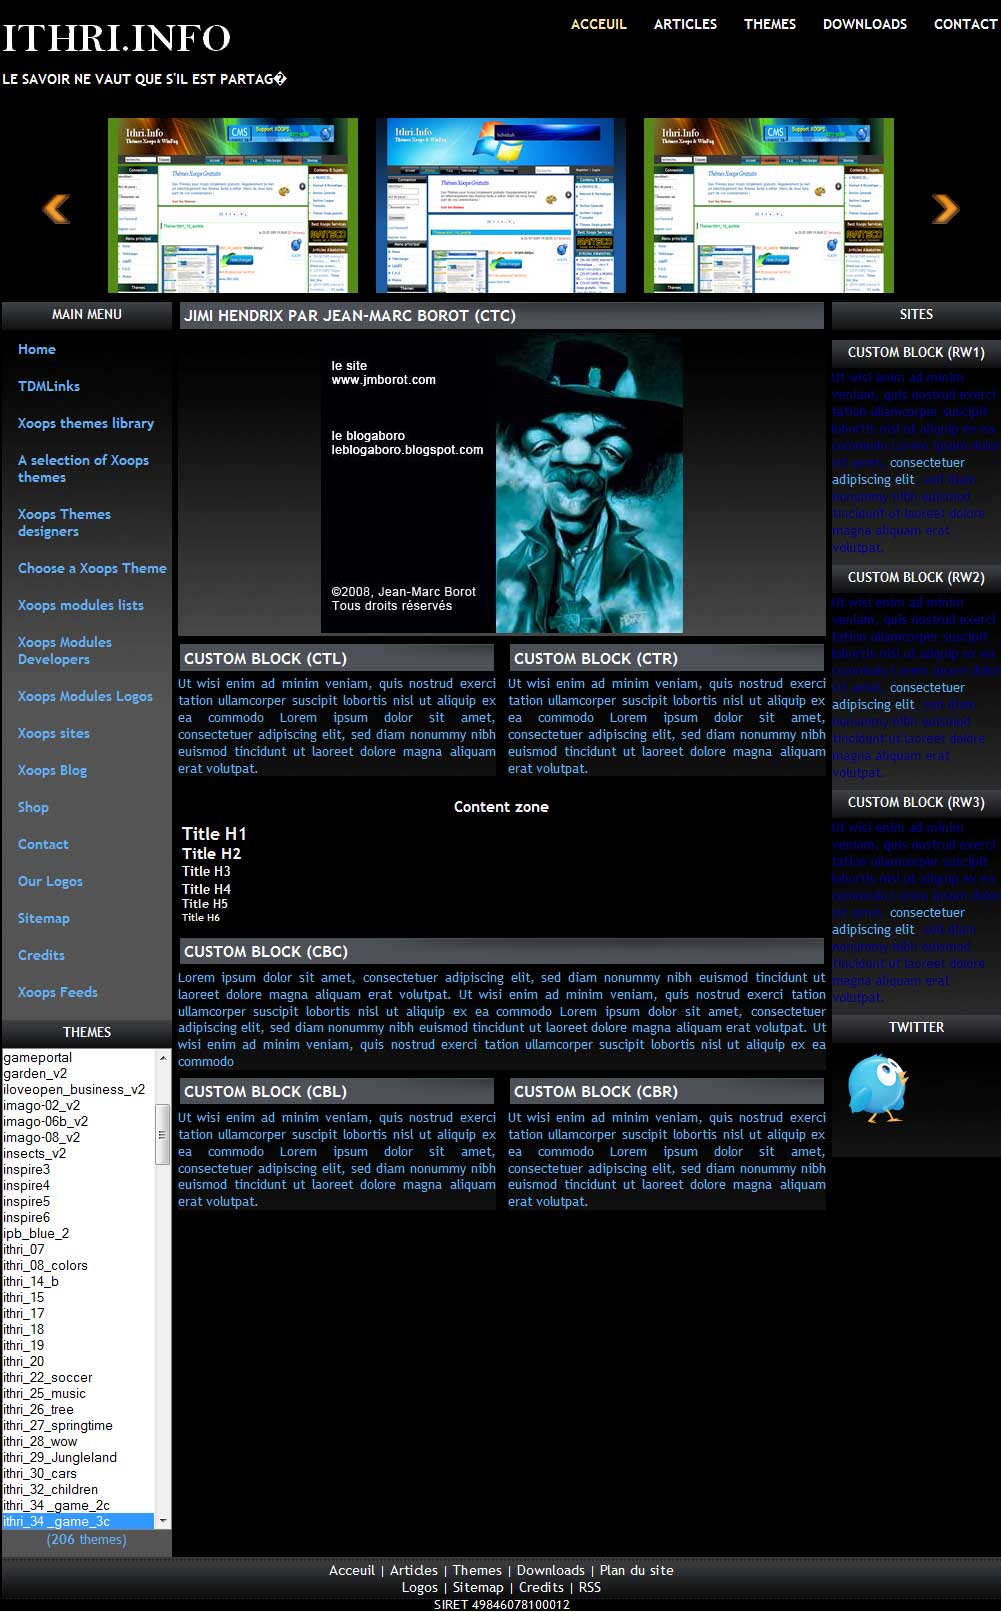 ITHRI.INFO
ACCEUIL ARTICLES THEMES DOWNLOADS CONTACT
LE SAVOIR NE VAUT QUE S'IL EST PARTAG�
Ithri.Info
Thèmes Xoops & WinFaq
CMS Support XOOPS
Ithri.Info
Thèmes Xoops & WinFaq
Ithri.Info
Thèmes Xoops & WinFaq
CMS Support XOOPS
MAIN MENU
Home
TDMLinks
Xoops themes library
A selection of Xoops
themes
Xoops Themes
designers
Choose a Xoops Theme
Xoops modules lists
Xoops Modules
Developers
Xoops Modules Logos
Xoops sites
Xoops Blog
Shop
Contact
Our Logos
Sitemap
Credits
Xoops Feeds
THEMES
gameportal
garden_v2
iloveopen_business_v2
imago-02_v2
imago-06b_v2
imago-08_v2
insects_v2
inspire3
inspire4
inspire5
inspire6
ipb_blue_2
ithri_07
ithri_08_colors
ithri_14_b
ithri_15
ithri_17
ithri_18
ithri_19
ithri_20
ithri_22_soccer
ithri_25_music
ithri_26_tree
ithri_27_springtime
ithri_28_wow
ithri_29_Jungleland
ithri_30_cars
ithri_32_children
ithri_34 _game_2c
ithri_34 _game_3c
(206 themes)
JIMI HENDRIX PAR JEAN-MARC BOROT (CTC)
le site
www.jmborot.com
le blogaboro
leblogaboro.blogspot.com
©2008, Jean-Marc Borot
Tous droits réservés
CUSTOM BLOCK (CTL)
Ut wisi enim ad minim veniam, quis nostrud exerci
tation ullamcorper suscipit lobortis nisl ut aliquip ex
ea commodo Lorem ipsum dolor sit amet,
consectetuer adipiscing elit, sed diam nonummy nibh
euismod tincidunt ut laoreet dolore magna aliquam
erat volutpat.
CUSTOM BLOCK (CTR)
Ut wisi enim ad minim veniam, quis nostrud exerci
tation ullamcorper suscipit lobortis nisl ut aliquip ex
ea commodo Lorem ipsum dolor sit amet,
consectetuer adipiscing elit, sed diam nonummy nibh
euismod tincidunt ut laoreet dolore magna aliquam
erat volutpat.
Content zone
Title H1
Title H2
Title H3
Title H4
Title H5
Title H6
CUSTOM BLOCK (CBC)
Lorem ipsum dolor sit amet, consectetuer adipiscing elit, sed diam nonummy nibh euismod tincidunt ut
laoreet dolore magna aliquam erat volutpat. Ut wisi enim ad minim veniam, quis nostrud exerci tation
ullamcorper suscipit lobortis nisl ut aliquip ex ea commodo Lorem ipsum dolor sit amet, consectetuer
adipiscing elit, sed diam nonummy nibh euismod tincidunt ut laoreet dolore magna aliquam erat volutpat. Ut
wisi enim ad minim veniam, quis nostrud exerci tation ullamcorper suscipit lobortis nisl ut aliquip ex ea
commodo
CUSTOM BLOCK (CBL)
Ut wisi enim ad minim veniam, quis nostrud exerci
tation ullamcorper suscipit lobortis nisl ut aliquip ex
ea commodo Lorem ipsum dolor sit amet,
consectetuer adipiscing elit, sed diam nonummy nibh
euismod tincidunt ut laoreet dolore magna aliquam
erat volutpat.
CUSTOM BLOCK (CBR)
Ut wisi enim ad minim veniam, quis nostrud exerci
tation ullamcorper suscipit lobortis nisl ut aliquip ex
ea commodo Lorem ipsum dolor sit amet,
consectetuer adipiscing elit, sed diam nonummy nibh
euismod tincidunt ut laoreet dolore magna aliquam
erat volutpat.
SITES
CUSTOM BLOCK (RW1)
Ut wisi enim ad minim
veniam, quis nostrud exerci
tation ullamcorper suscipit
lobortis nisl ut aliquip ex ea
commodo Lorem ipsum dolor
sit amet, consectetuer
adipiscing elit, sed diam
nonummy nibh euismod
tincidunt ut laoreet dolore
magna aliquam erat
volutpat.
CUSTOM BLOCK (RW2)
Ut wisi enim ad minim
veniam, quis nostrud exerci
tation ullamcorper suscipit
lobortis nisl ut aliquip ex ea
commodo Lorem ipsum dolor
sit amet, consectetuer
adipiscing elit, sed diam
nonummy nibh euismod
tincidunt ut laoreet dolore
magna aliquam erat
volutpat.
CUSTOM BLOCK (RW3)
Ut wisi enim ad minim
veniam, quis nostrud exerci
tation ullamcorper suscipit
lobortis nisl ut aliquip ex ea
commodo Lorem ipsum dolor
sit amet, consectetuer
adipiscing elit, sed diam
nonummy nibh euismod
tincidunt ut laoreet dolore
magna aliquam erat
volutpat.
TWITTER
Acceuil | Articles | Themes | Downloads | Plan du site
Logos | Sitemap | Credits | RSS
SIRET 49846078100012